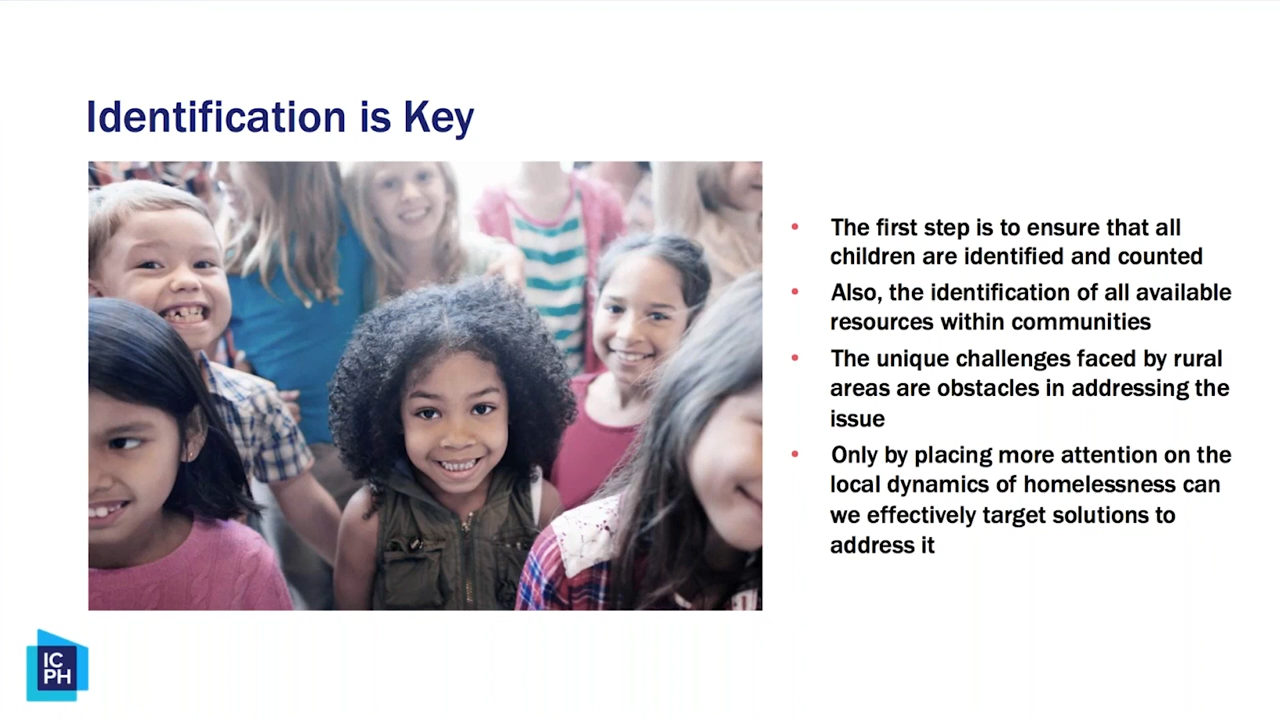 Identification is Key
• The first step is to ensure that all
children are identified and counted
• Also, the identification of all available
resources within communities
• The unique challenges faced by rural
areas are obstacles in addressing the
issue
• Only by placing more attention on the
local dynamics of homelessness can
we effectively target solutions to
address it
IC
PH